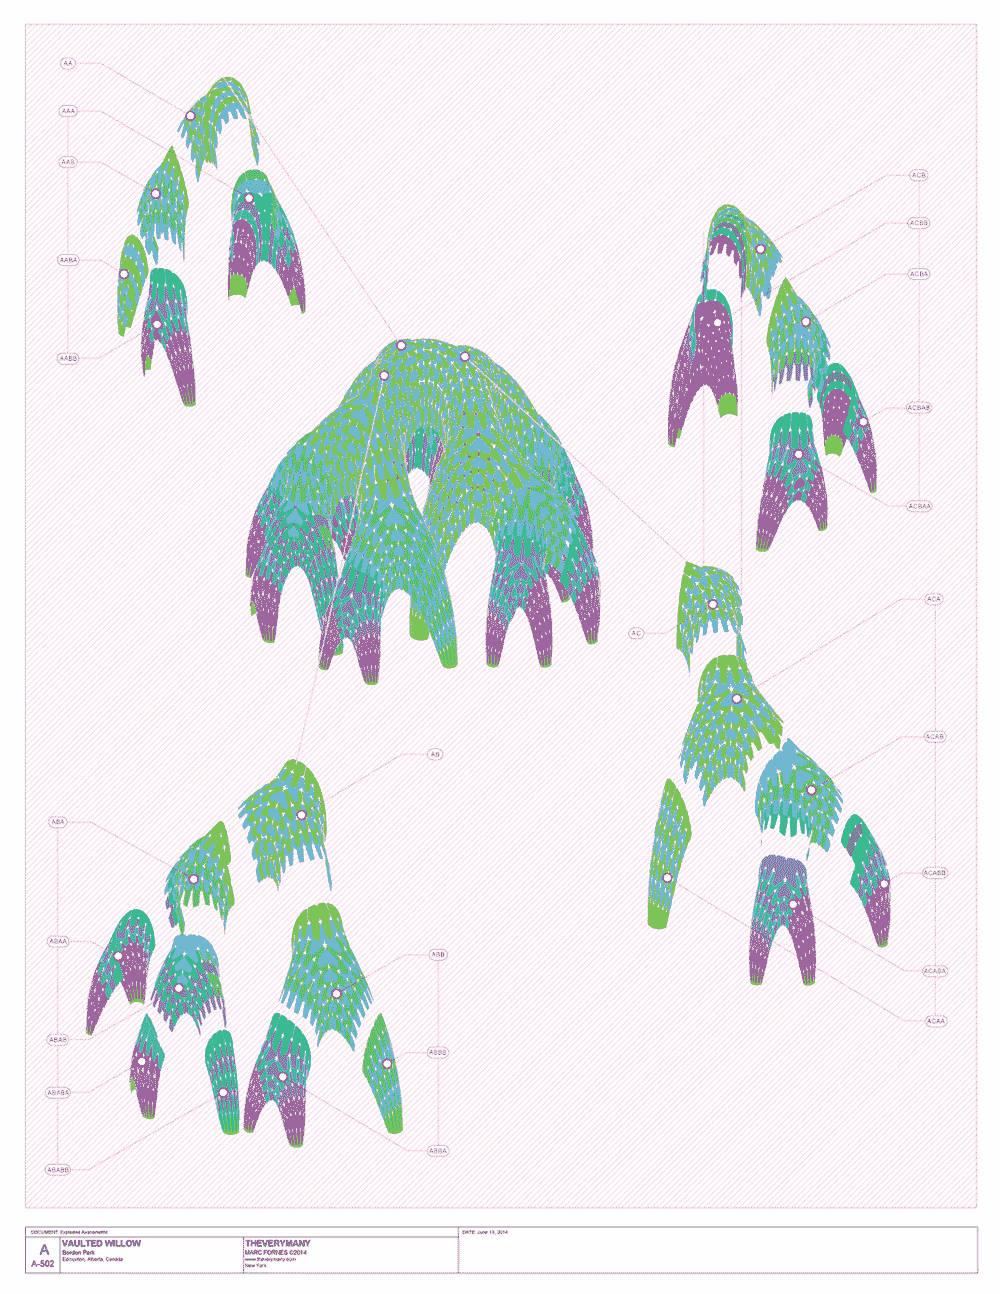 AA
AAA
AAB
AABA
AABB
ACB
ACBB
ACBA
ACBAB
ACBAA
AC
ACA
ACAB
ACABB
ACABA
ACAA
AB
ABA
ABAA
ABAB
ABABA
ABABB
ABB
ABBB
ABBA
DOCUMENT: Exploded Axonometric
DATE: June 13, 2014
A
A-502
VAULTED WILLOW
Borden Park
Edmonton, Alberta, Canada
THEVERYMANY
MARC FORNES ©2014
www.theverymany.com
New York